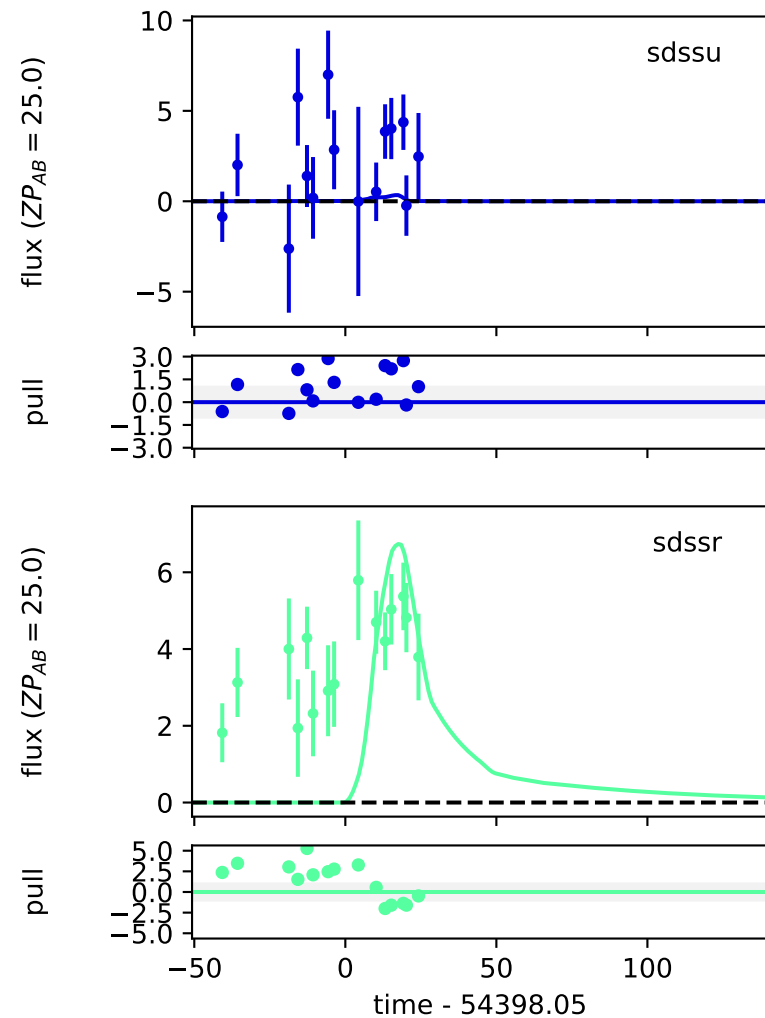 10
5
0
−5
flux (ZP_AB = 25.0)
sdssu
3.0
1.5
0.0
−1.5
−3.0
pull
6
4
2
0
flux (ZP_AB = 25.0)
sdssr
5.0
2.5
0.0
−2.5
−5.0
pull
−50 0 50 100
time - 54398.05